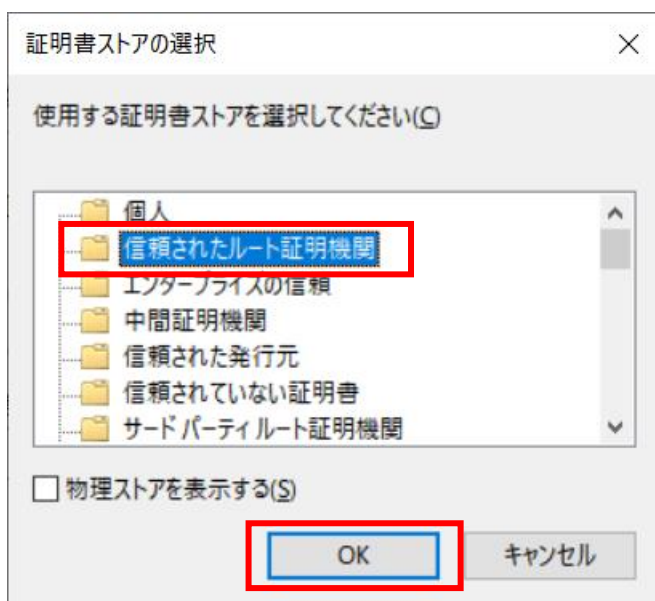 証明書ストアの選択
使用する証明書ストアを選択してください(C)
個人
信頼されたルート証明機関
エンタープライズの信頼
中間証明機関
信頼された発行元
信頼されていない証明書
サード パーティ ルート証明機関
物理ストアを表示する(S)
OK キャンセル